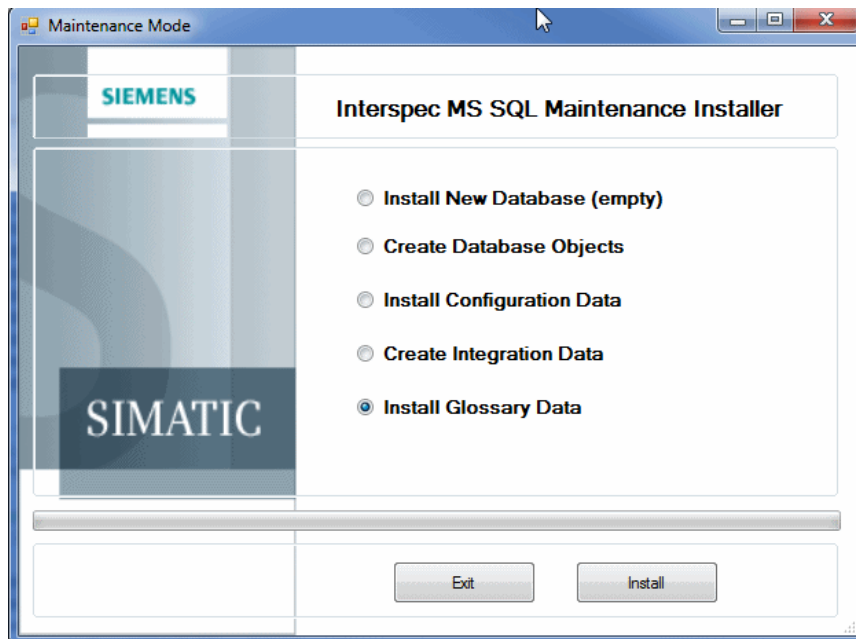 Maintenance Mode
SIEMENS
Interspec MS SQL Maintenance Installer
Install New Database (empty)
Create Database Objects
Install Configuration Data
Create Integration Data
Install Glossary Data
SIMATIC
Exit
Install